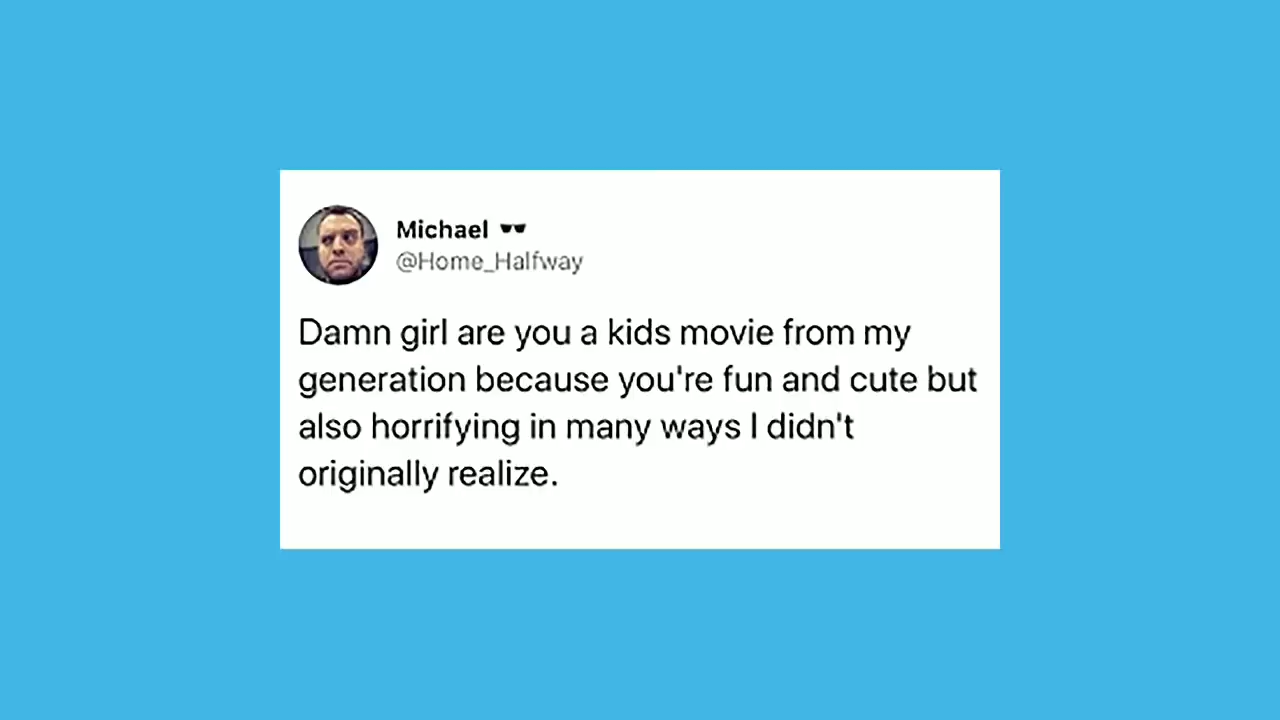 Michael 🕶
@Home_Halfway
Damn girl are you a kids movie from my
generation because you're fun and cute but
also horrifying in many ways I didn't
originally realize.